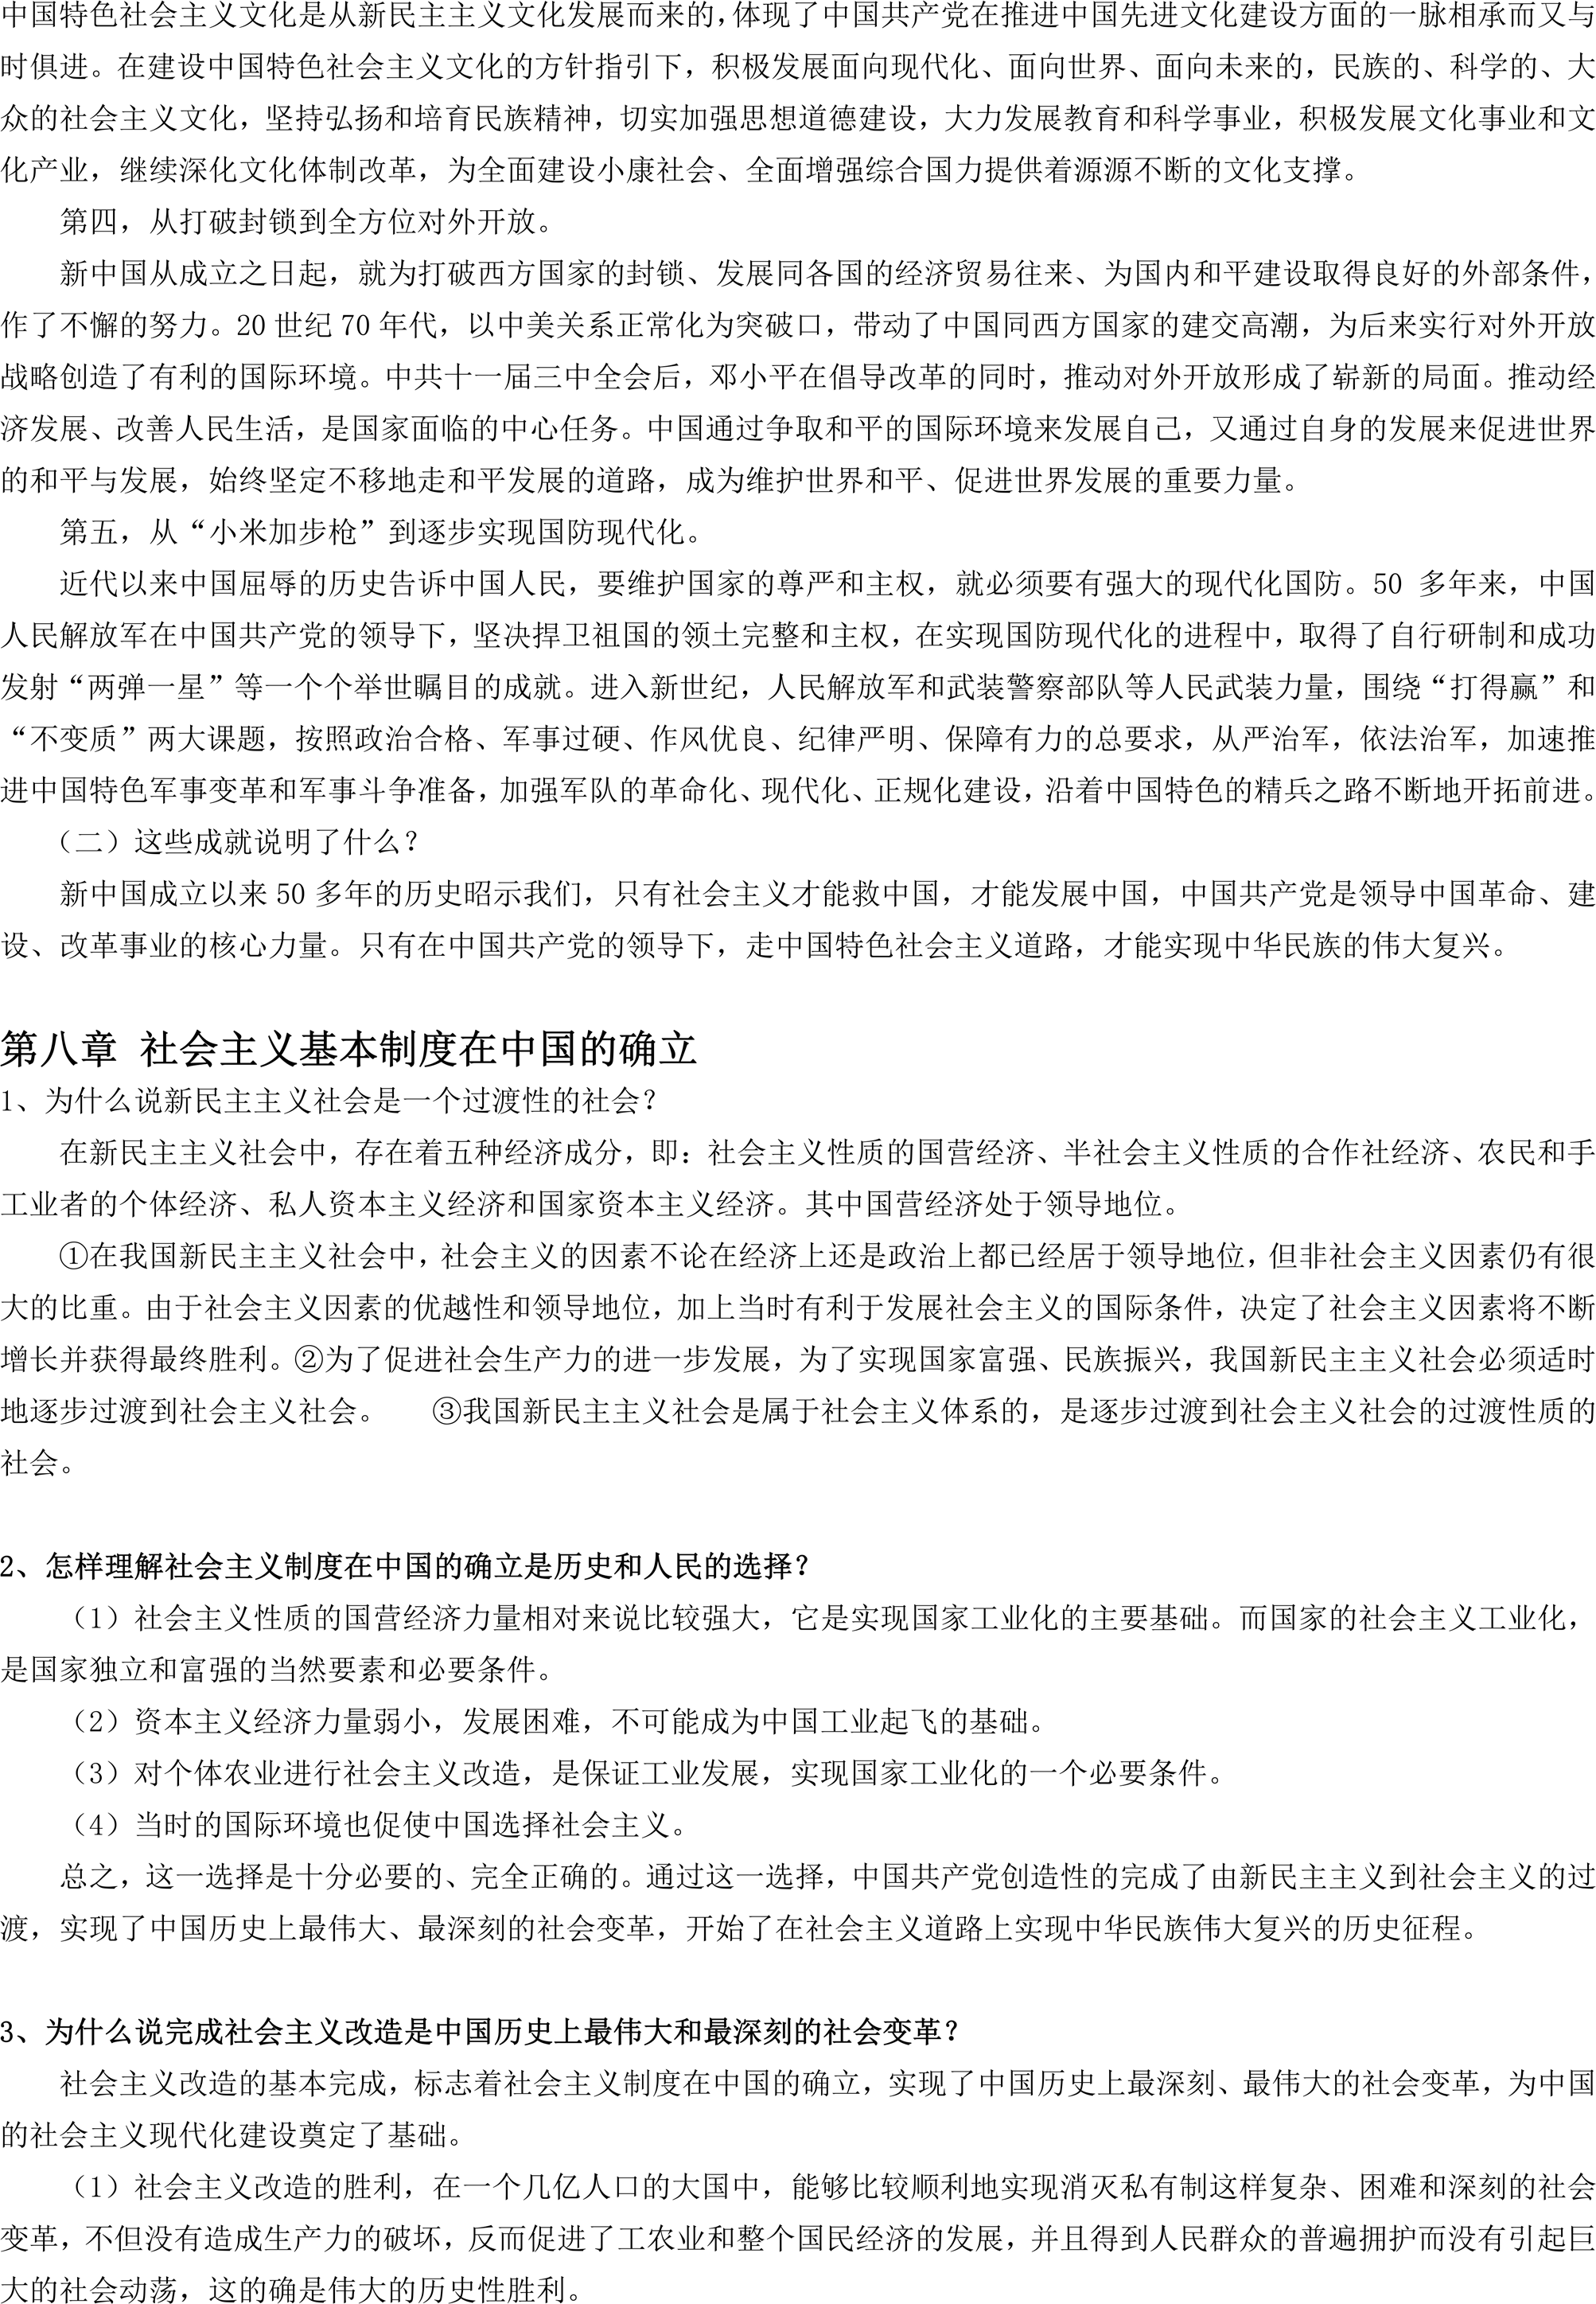 中国特色社会主义文化是从新民主主义文化发展而来的，体现了中国共产党在推进中国先进文化建设方面的一脉相承而又与
时俱进。在建设中国特色社会主义文化的方针指引下，积极发展面向现代化、面向世界、面向未来的，民族的、科学的、大
众的社会主义文化，坚持弘扬和培育民族精神，切实加强思想道德建设，大力发展教育和科学事业，积极发展文化事业和文
化产业，继续深化文化体制改革，为全面建设小康社会、全面增强综合国力提供着源源不断的文化支撑。
第四，从打破封锁到全方位对外开放。
新中国从成立之日起，就为打破西方国家的封锁、发展同各国的经济贸易往来、为国内和平建设取得良好的外部条件，
作了不懈的努力。20 世纪 70 年代，以中美关系正常化为突破口，带动了中国同西方国家的建交高潮，为后来实行对外开放
战略创造了有利的国际环境。中共十一届三中全会后，邓小平在倡导改革的同时，推动对外开放形成了崭新的局面。推动经
济发展、改善人民生活，是国家面临的中心任务。中国通过争取和平的国际环境来发展自己，又通过自身的发展来促进世界
的和平与发展，始终坚定不移地走和平发展的道路，成为维护世界和平、促进世界发展的重要力量。
第五，从“小米加步枪”到逐步实现国防现代化。
近代以来中国屈辱的历史告诉中国人民，要维护国家的尊严和主权，就必须要有强大的现代化国防。50 多年来，中国
人民解放军在中国共产党的领导下，坚决捍卫祖国的领土完整和主权，在实现国防现代化的进程中，取得了自行研制和成功
发射“两弹一星”等一个个举世瞩目的成就。进入新世纪，人民解放军和武装警察部队等人民武装力量，围绕“打得赢”和
“不变质”两大课题，按照政治合格、军事过硬、作风优良、纪律严明、保障有力的总要求，从严治军，依法治军，加速推
进中国特色军事变革和军事斗争准备，加强军队的革命化、现代化、正规化建设，沿着中国特色的精兵之路不断地开拓前进。
（二）这些成就说明了什么？
新中国成立以来 50 多年的历史昭示我们，只有社会主义才能救中国，才能发展中国，中国共产党是领导中国革命、建
设、改革事业的核心力量。只有在中国共产党的领导下，走中国特色社会主义道路，才能实现中华民族的伟大复兴。
第八章 社会主义基本制度在中国的确立
1、为什么说新民主主义社会是一个过渡性的社会？
在新民主主义社会中，存在着五种经济成分，即：社会主义性质的国营经济、半社会主义性质的合作社经济、农民和手
工业者的个体经济、私人资本主义经济和国家资本主义经济。其中国营经济处于领导地位。
①在我国新民主主义社会中，社会主义的因素不论在经济上还是政治上都已经居于领导地位，但非社会主义因素仍有很
大的比重。由于社会主义因素的优越性和领导地位，加上当时有利于发展社会主义的国际条件，决定了社会主义因素将不断
增长并获得最终胜利。②为了促进社会生产力的进一步发展，为了实现国家富强、民族振兴，我国新民主主义社会必须适时
地逐步过渡到社会主义社会。 ③我国新民主主义社会是属于社会主义体系的，是逐步过渡到社会主义社会的过渡性质的
社会。
2、怎样理解社会主义制度在中国的确立是历史和人民的选择？
（1）社会主义性质的国营经济力量相对来说比较强大，它是实现国家工业化的主要基础。而国家的社会主义工业化，
是国家独立和富强的当然要素和必要条件。
（2）资本主义经济力量弱小，发展困难，不可能成为中国工业起飞的基础。
（3）对个体农业进行社会主义改造，是保证工业发展，实现国家工业化的一个必要条件。
（4）当时的国际环境也促使中国选择社会主义。
总之，这一选择是十分必要的、完全正确的。通过这一选择，中国共产党创造性的完成了由新民主主义到社会主义的过
渡，实现了中国历史上最伟大、最深刻的社会变革，开始了在社会主义道路上实现中华民族伟大复兴的历史征程。
3、为什么说完成社会主义改造是中国历史上最伟大和最深刻的社会变革？
社会主义改造的基本完成，标志着社会主义制度在中国的确立，实现了中国历史上最深刻、最伟大的社会变革，为中国
的社会主义现代化建设奠定了基础。
（1）社会主义改造的胜利，在一个几亿人口的大国中，能够比较顺利地实现消灭私有制这样复杂、困难和深刻的社会
变革，不但没有造成生产力的破坏，反而促进了工农业和整个国民经济的发展，并且得到人民群众的普遍拥护而没有引起巨
大的社会动荡，这的确是伟大的历史性胜利。